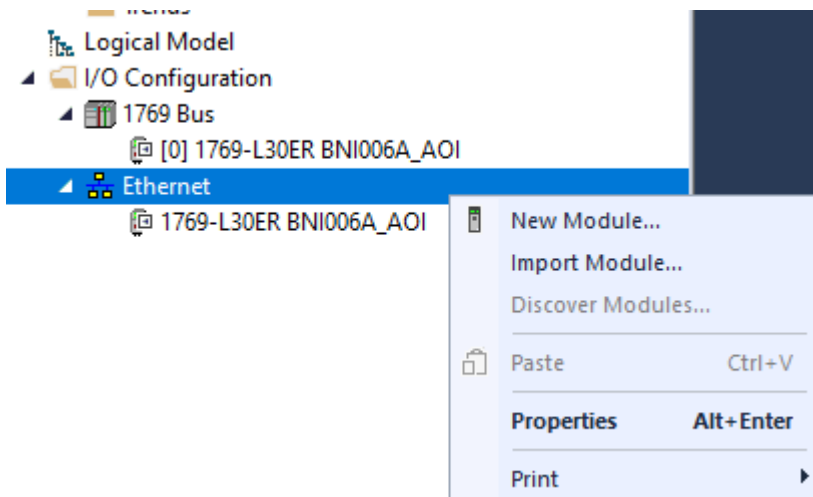 Trends
Logical Model
I/O Configuration
1769 Bus
[0] 1769-L30ER BNI006A_AOI
Ethernet
1769-L30ER BNI006A_AOI
New Module...
Import Module...
Discover Modules...
Paste Ctrl+V
Properties Alt+Enter
Print